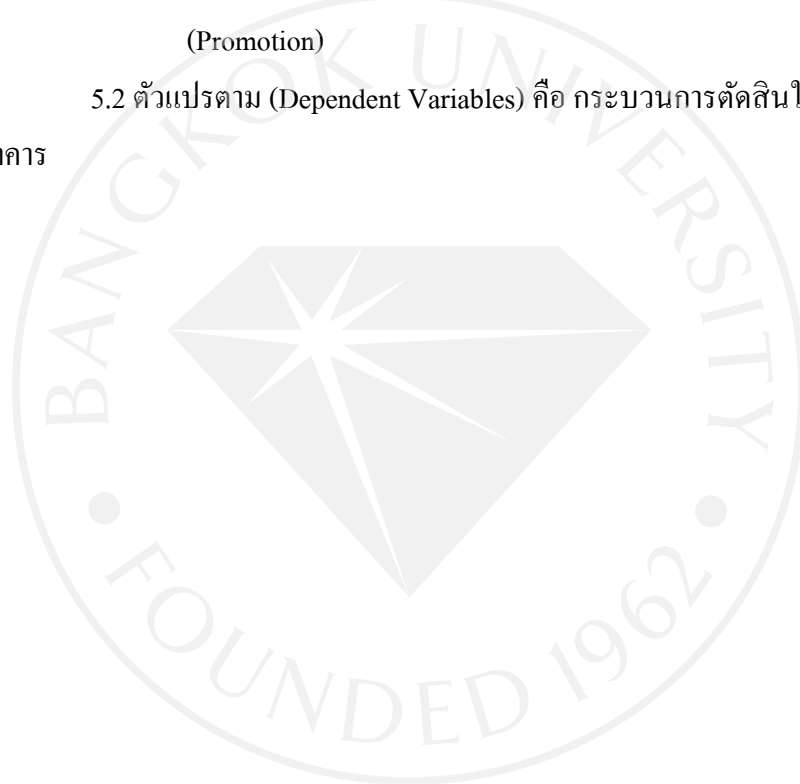 (Promotion)
5.2 ตัวแปรตาม (Dependent Variables) คือ กระบวนการตัดสินใ
าคาร
BANGKOK UNIVERSITY
FOUNDED 1962